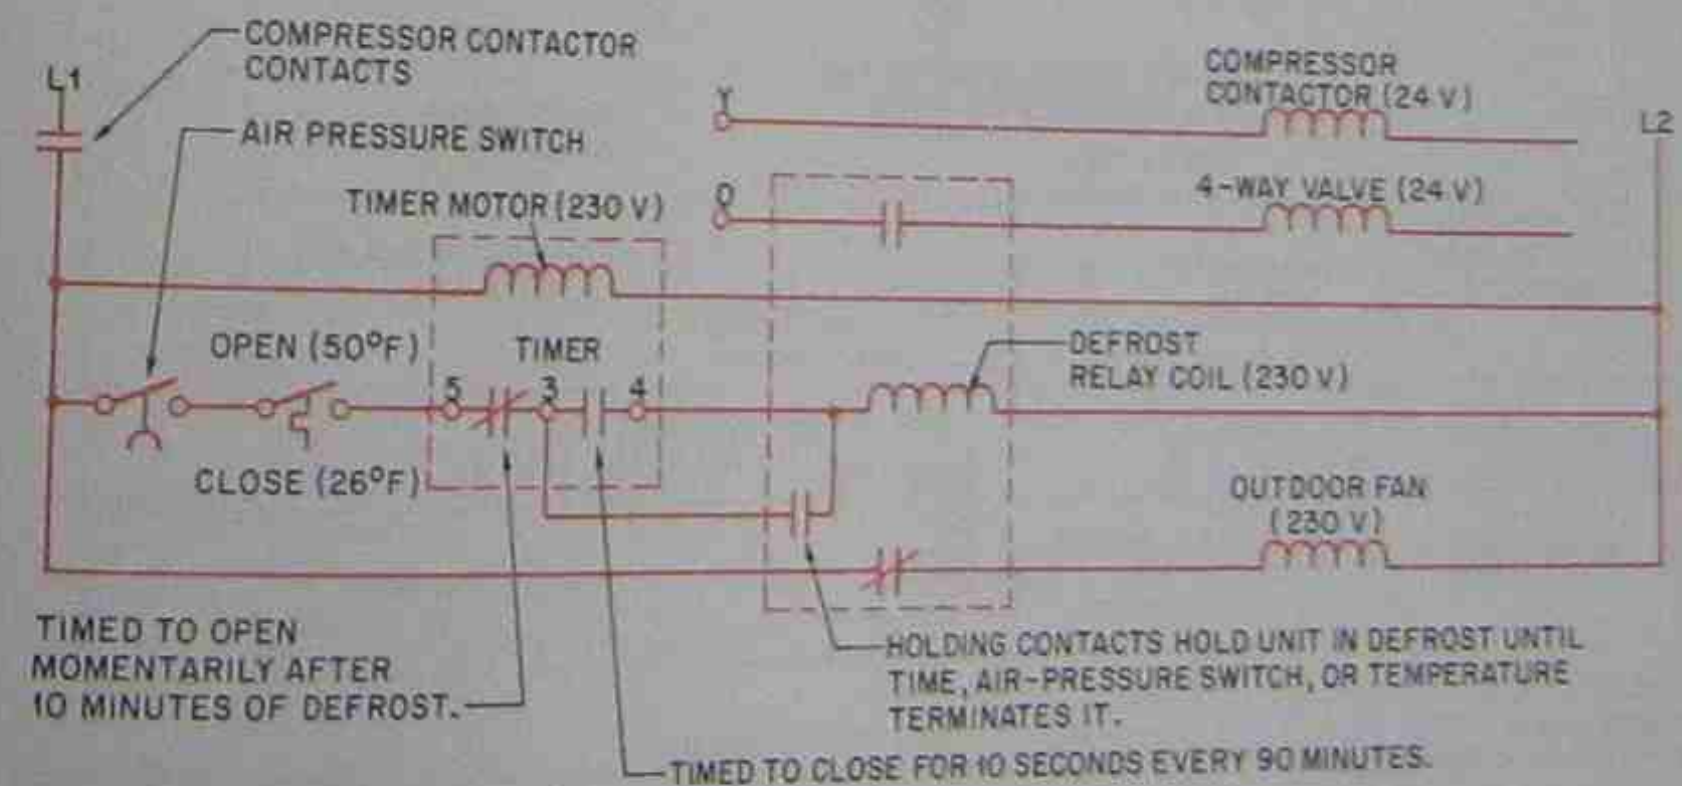 COMPRESSOR CONTACTOR
CONTACTS
L1
AIR PRESSURE SWITCH
COMPRESSOR
CONTACTOR (24 V)
Y
L2
TIMER MOTOR (230 V)
O
4-WAY VALVE (24 V)
OPEN (50°F)
TIMER
DEFROST
RELAY COIL (230 V)
5
3
4
CLOSE (26°F)
OUTDOOR FAN
(230 V)
TIMED TO OPEN
MOMENTARILY AFTER
10 MINUTES OF DEFROST.
HOLDING CONTACTS HOLD UNIT IN DEFROST UNTIL
TIME, AIR-PRESSURE SWITCH, OR TEMPERATURE
TERMINATES IT.
TIMED TO CLOSE FOR 10 SECONDS EVERY 90 MINUTES.